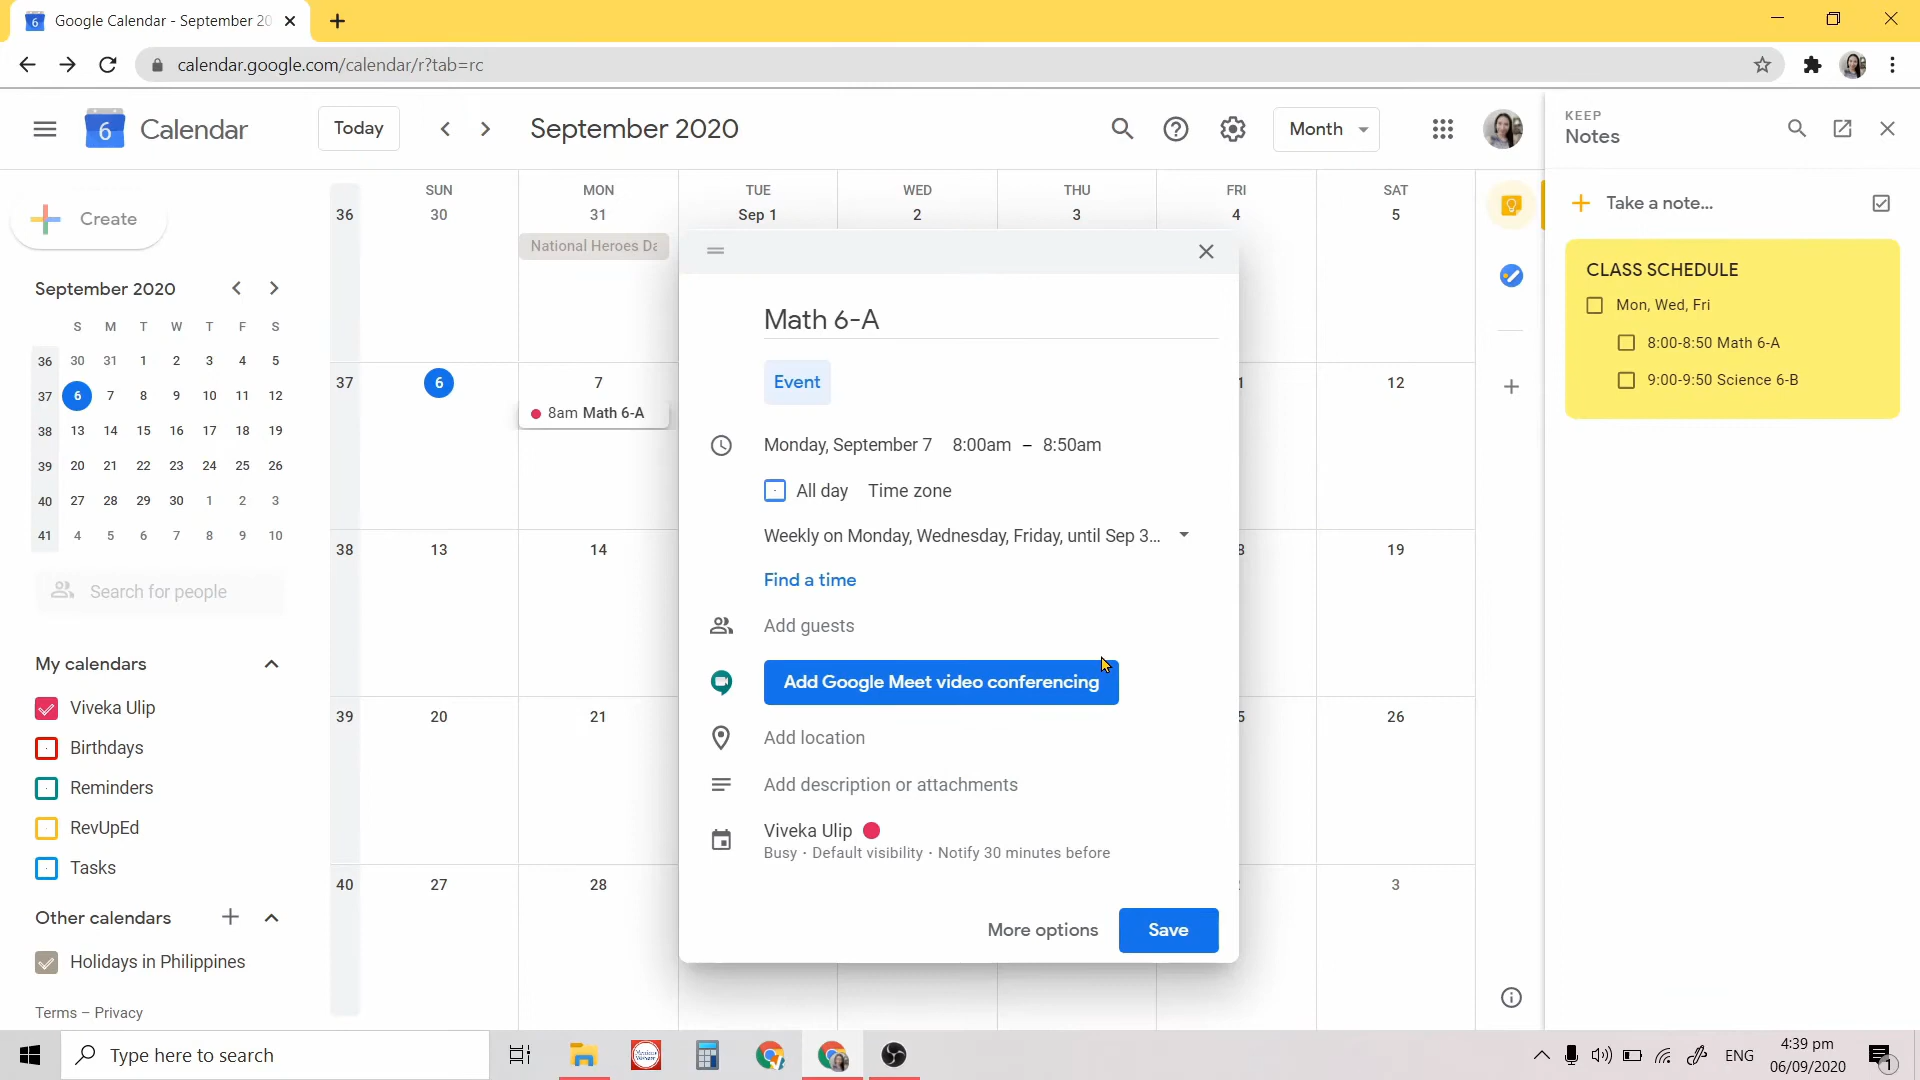 Google Calendar - September 20
calendar.google.com/calendar/r?tab=rc
6 Calendar
Today
September 2020
Month
KEEP
Notes
Create
Take a note...
CLASS SCHEDULE
Mon, Wed, Fri
8:00-8:50 Math 6-A
9:00-9:50 Science 6-B
September 2020
S M T W T F S
36 30 31 1 2 3 4 5
37 6 7 8 9 10 11 12
38 13 14 15 16 17 18 19
39 20 21 22 23 24 25 26
40 27 28 29 30 1 2 3
41 4 5 6 7 8 9 10
Search for people
My calendars
Viveka Ulip
Birthdays
Reminders
RevUpEd
Tasks
Other calendars
Holidays in Philippines
Terms – Privacy
SUN MON TUE WED THU FRI SAT
36 30 31 Sep 1 2 3 4 5
National Heroes Da
37 6 7 12
8am Math 6-A
38 13 14 19
39 20 21 26
40 27 28 3
Math 6-A
Event
Monday, September 7 8:00am – 8:50am
All day Time zone
Weekly on Monday, Wednesday, Friday, until Sep 3...
Find a time
Add guests
Add Google Meet video conferencing
Add location
Add description or attachments
Viveka Ulip
Busy · Default visibility · Notify 30 minutes before
More options
Save
Type here to search
ENG
4:39 pm
06/09/2020
1